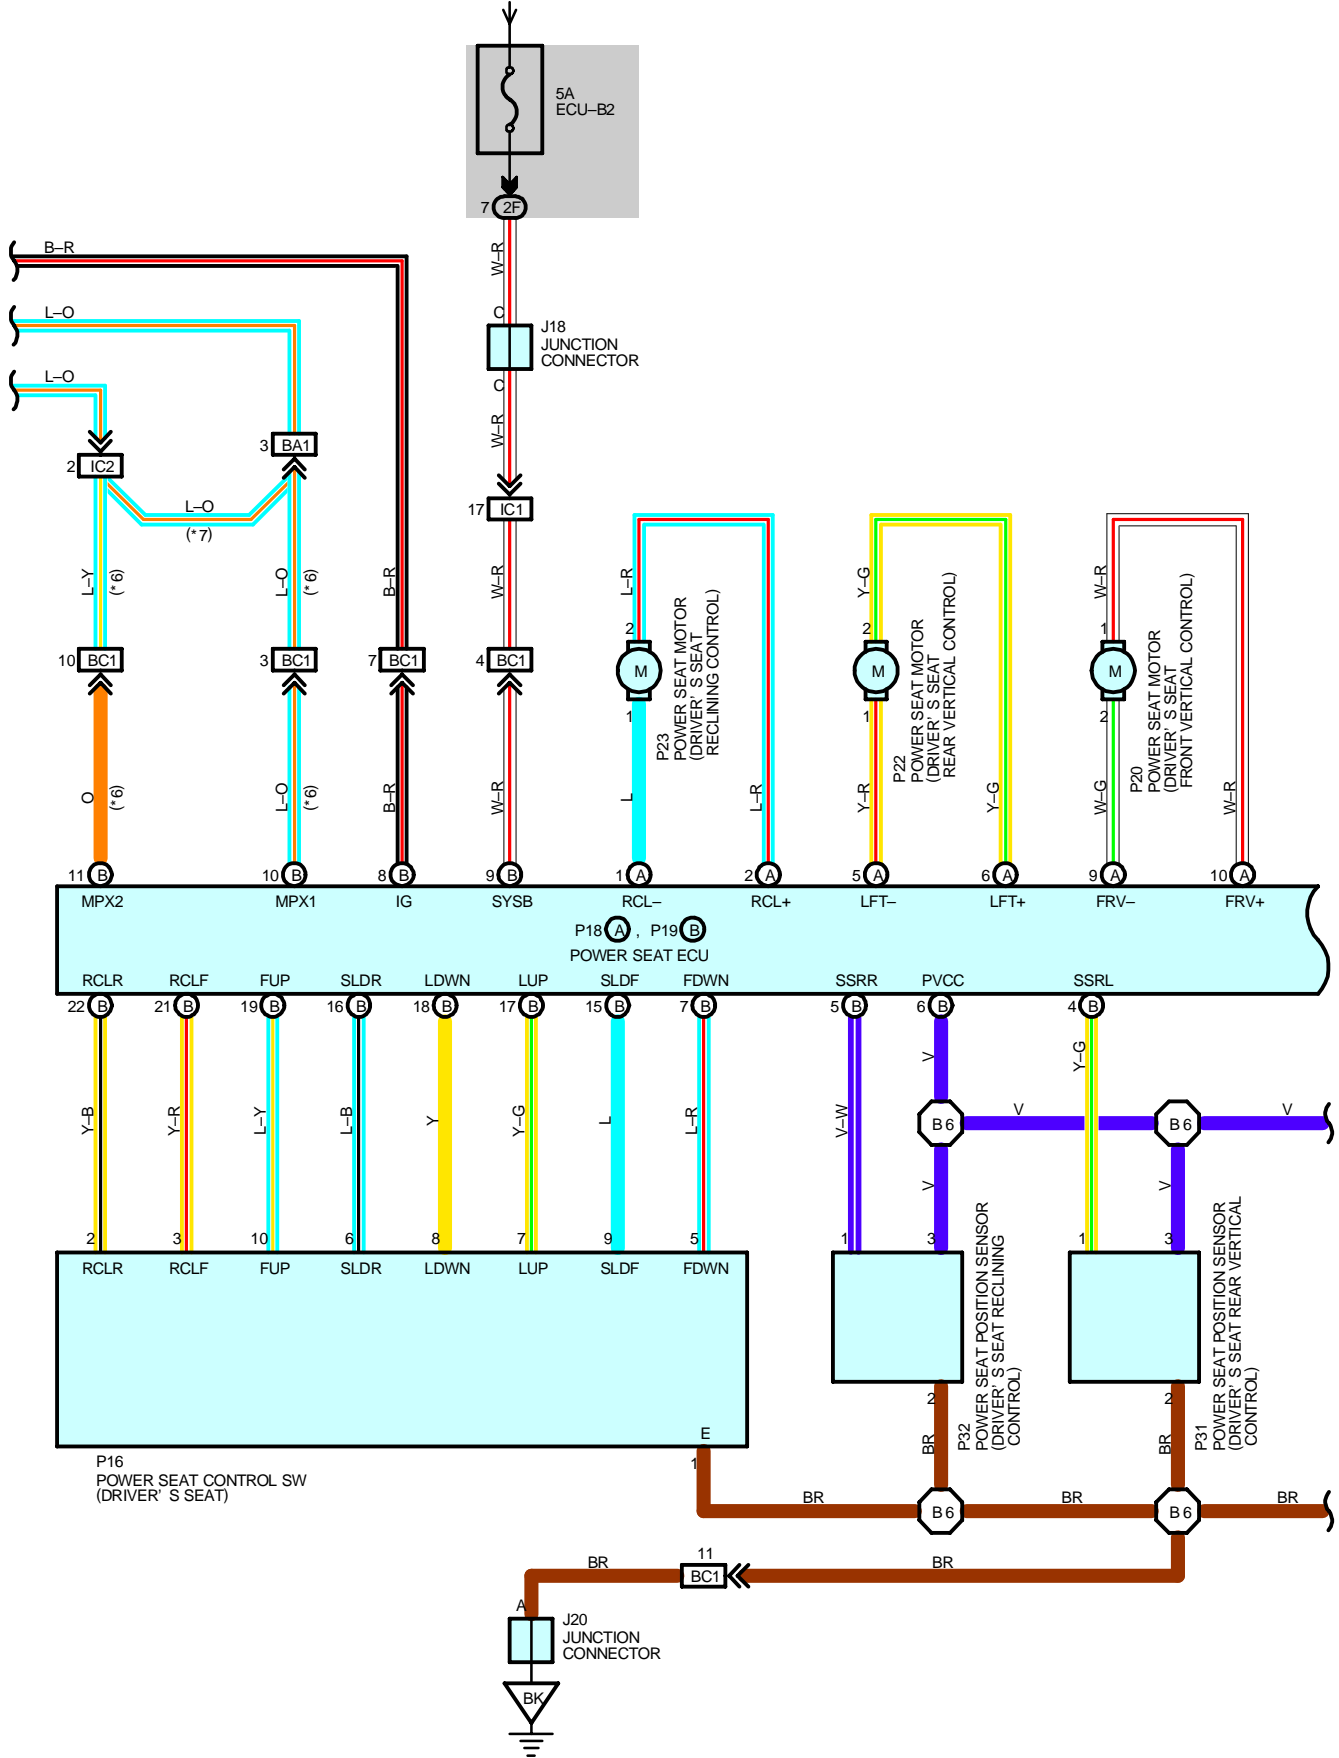 5A
ECU–B2
7 2F
B–R
W–R
L–O
C
J18
JUNCTION
CONNECTOR
L–O
C
W–R
3 BA1
2 IC2
17 IC1
L–O
(*7)
L–Y
(*6)
L–O
(*6)
B–R
W–R
L–R
Y–G
W–R
2
2
1
10 BC1
3 BC1
7 BC1
4 BC1
M
M
M
1
1
2
P23
POWER SEAT MOTOR
(DRIVER' S SEAT
RECLINING CONTROL)
P22
POWER SEAT MOTOR
(DRIVER' S SEAT
REAR VERTICAL CONTROL)
P20
POWER SEAT MOTOR
(DRIVER' S SEAT
FRONT VERTICAL CONTROL)
O
(*6)
L–O
(*6)
B–R
W–R
L
L–R
Y–R
Y–G
W–G
W–R
11 B
10 B
8 B
9 B
1 A
2 A
5 A
6 A
9 A
10 A
MPX2
MPX1
IG
SYSB
RCL–
RCL+
LFT–
LFT+
FRV–
FRV+
P18 A , P19 B
POWER SEAT ECU
RCLR
RCLF
FUP
SLDR
LDWN
LUP
SLDF
FDWN
SSRR
PVCC
SSRL
22 B
21 B
19 B
16 B
18 B
17 B
15 B
7 B
5 B
6 B
4 B
Y–B
Y–R
L–Y
L–B
Y
Y–G
L
L–R
V–W
V
Y–G
B 6
V
B 6
V
V
V
2
3
10
6
8
7
9
5
1
3
1
3
RCLR
RCLF
FUP
SLDR
LDWN
LUP
SLDF
FDWN
P32
POWER SEAT POSITION SENSOR
(DRIVER' S SEAT RECLINING
CONTROL)
P31
POWER SEAT POSITION SENSOR
(DRIVER' S SEAT REAR VERTICAL
CONTROL)
2
2
E
1
BR
BR
P16
POWER SEAT CONTROL SW
(DRIVER' S SEAT)
BR
B 6
BR
B 6
BR
BR
11
BC1
BR
A
J20
JUNCTION
CONNECTOR
BK